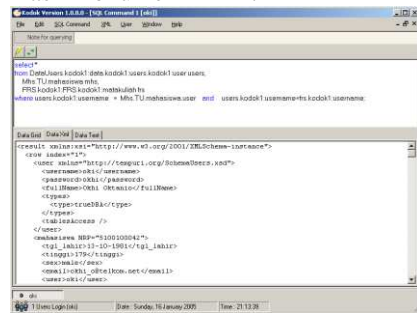 Kodok Version 1.0.0.0 - [SQL Command 1 [oki]]
File Edit SQL Command XML User Window Help
Note for querying
select *
from DataUsers.kodok1:data.kodok1.users.kodok1.user users,
Mhs.TU.mahasiswa mhs,
FRS.kodok1:FRS.kodok1.matakuliah frs
where users.kodok1:username = Mhs.TU.mahasiswa.user and users.kodok1:username=frs.kodok1:username;
Data Grid Data Xml Data Text
<result xmlns:xsi="http://www.w3.org/2001/XMLSchema-instance">
<row index="1">
<user xmlns="http://tempuri.org/SchemaUsers.xsd">
<username>oki</username>
<password>okhi</password>
<fullName>Okhi Oktanio</fullName>
<types>
<type>trueDBA</type>
</types>
<tablesAccess />
</user>
<mahasiswa NRP="5100100042">
<tgl_lahir>13-10-1981</tgl_lahir>
<tinggi>179</tinggi>
<sex>male</sex>
<email>okhi_o@telkom.net</email>
<user>oki</user>
oki
1 Users Login (oki) Date : Sunday, 16 January 2005 Time : 21:13:38